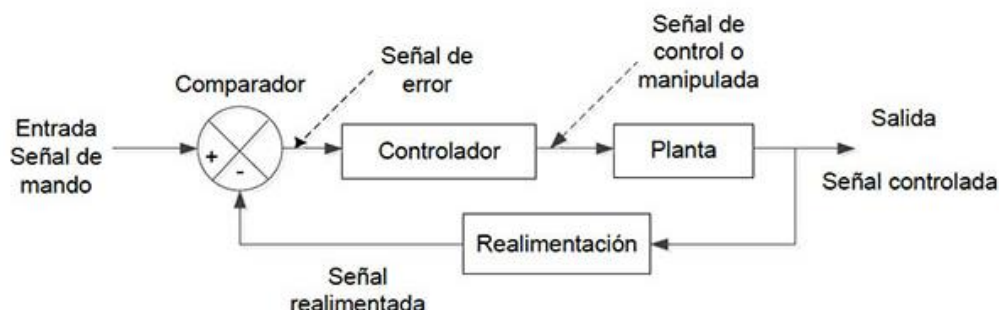 Señal de
control o
manipulada
Señal de
error
Comparador
Entrada
Señal de
mando
+
-
Controlador
Planta
Salida
Señal controlada
Realimentación
Señal
realimentada